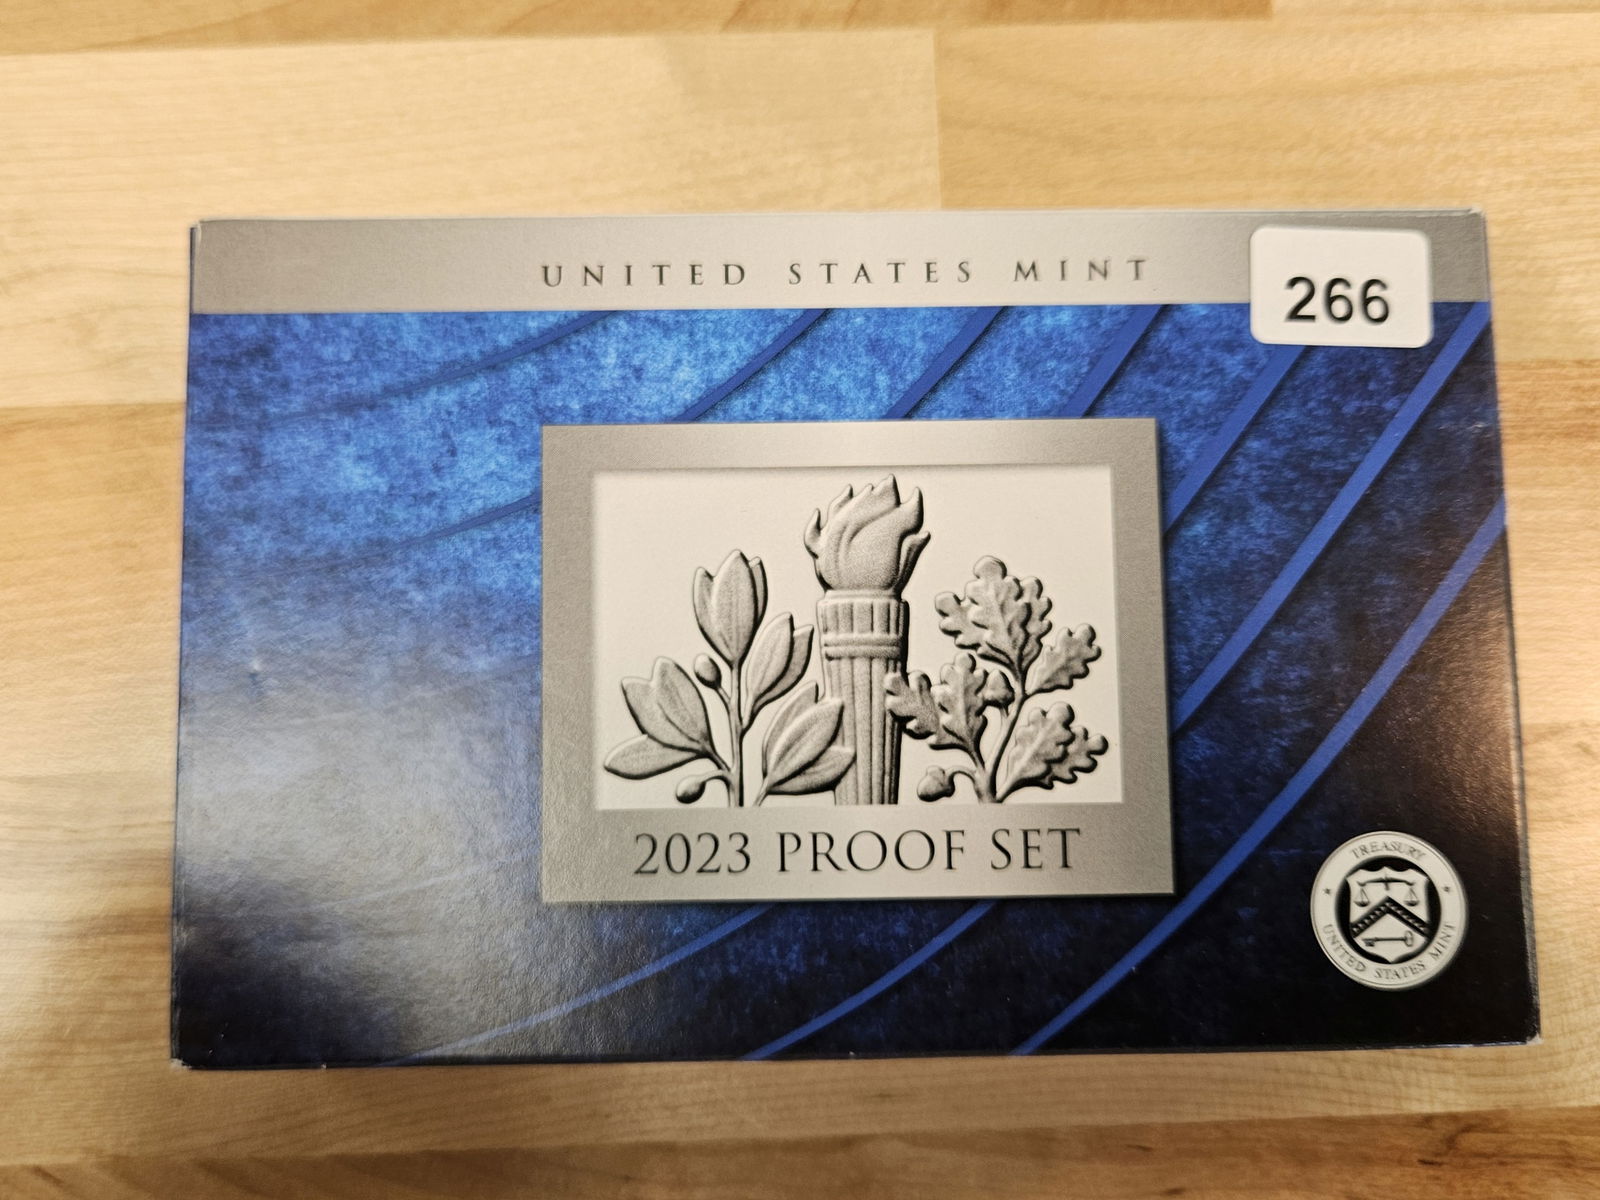 UNITED STATES MINT
266
2023 PROOF SET
TREASURY
UNITED STATES MINT